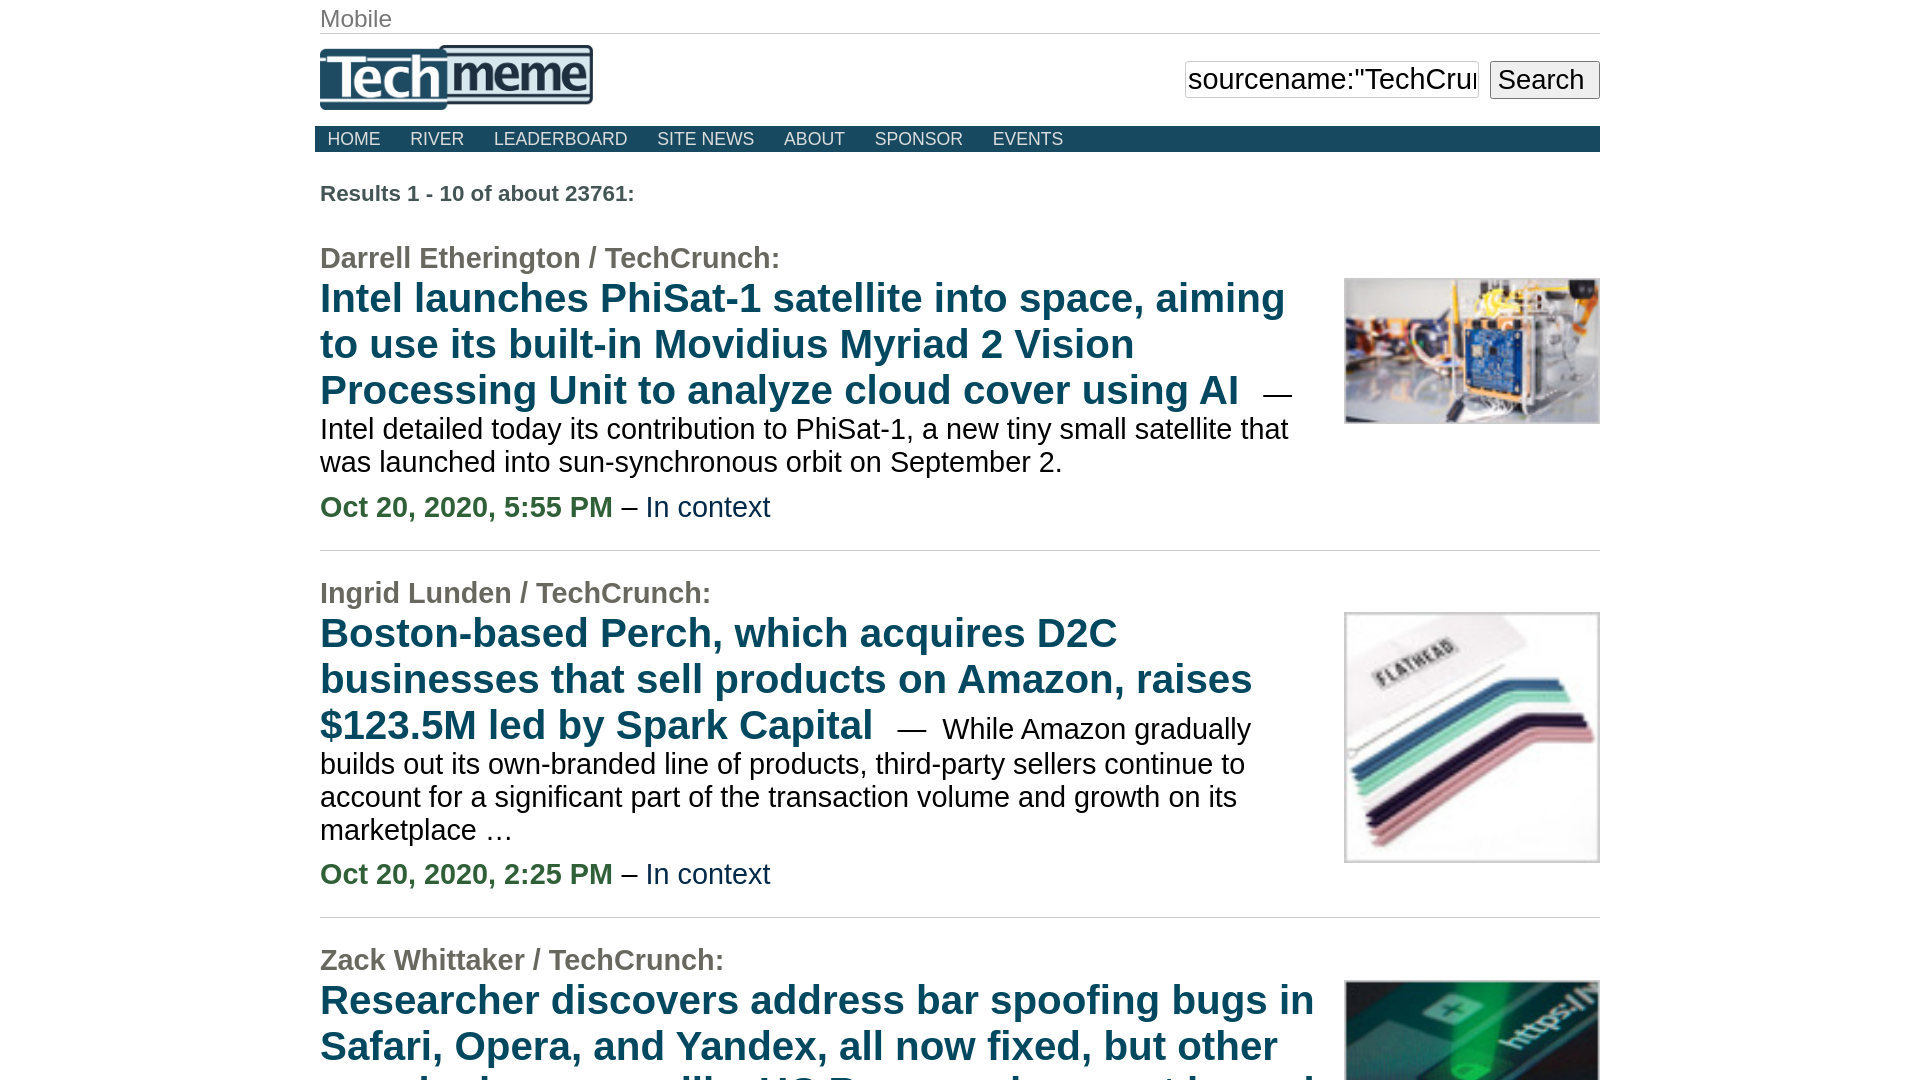 Mobile
Techmeme
sourcename:"TechCru
Search
HOME RIVER LEADERBOARD SITE NEWS ABOUT SPONSOR EVENTS
Results 1 - 10 of about 23761:
Darrell Etherington / TechCrunch:
Intel launches PhiSat-1 satellite into space, aiming
to use its built-in Movidius Myriad 2 Vision
Processing Unit to analyze cloud cover using AI —
Intel detailed today its contribution to PhiSat-1, a new tiny small satellite that
was launched into sun-synchronous orbit on September 2.
Oct 20, 2020, 5:55 PM – In context
Ingrid Lunden / TechCrunch:
Boston-based Perch, which acquires D2C
businesses that sell products on Amazon, raises
$123.5M led by Spark Capital — While Amazon gradually
builds out its own-branded line of products, third-party sellers continue to
account for a significant part of the transaction volume and growth on its
marketplace …
FLATHEAD
Oct 20, 2020, 2:25 PM – In context
Zack Whittaker / TechCrunch:
Researcher discovers address bar spoofing bugs in
Safari, Opera, and Yandex, all now fixed, but other
https://